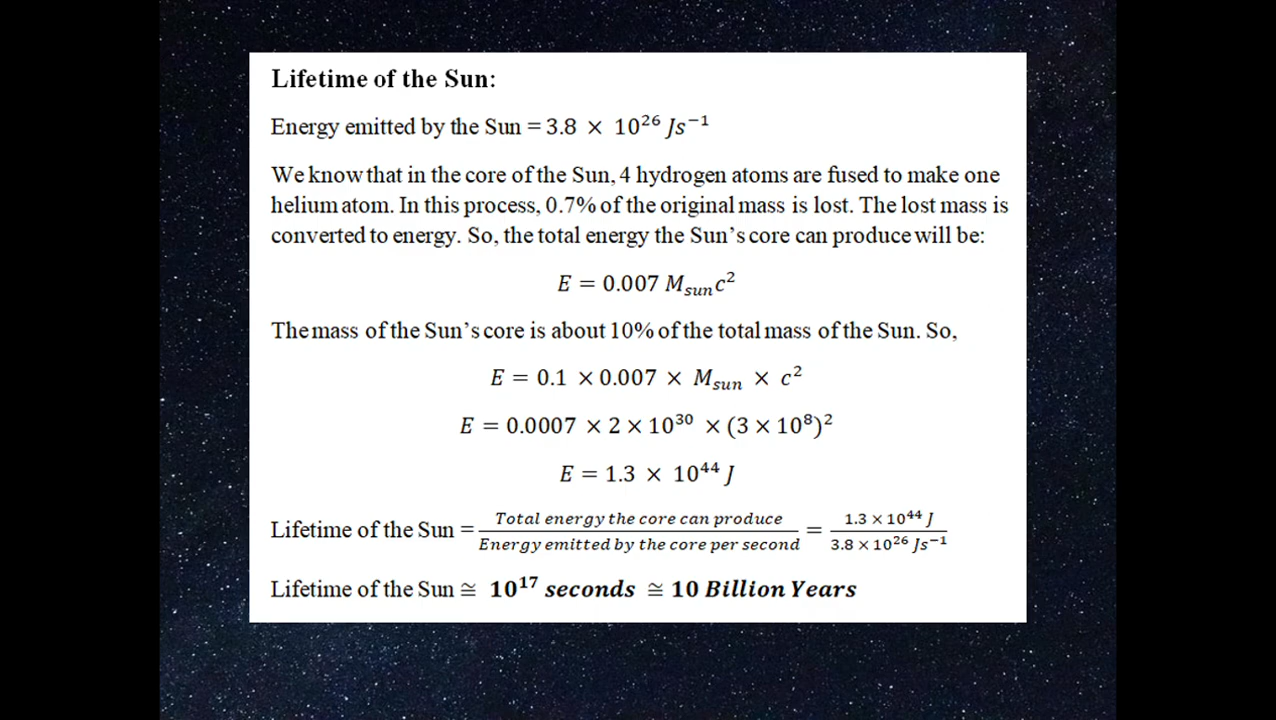 Lifetime of the Sun:
Energy emitted by the Sun = 3.8 × 10²⁶ Js⁻¹
We know that in the core of the Sun, 4 hydrogen atoms are fused to make one
helium atom. In this process, 0.7% of the original mass is lost. The lost mass is
converted to energy. So, the total energy the Sun's core can produce will be:
E = 0.007 M_sun c²
The mass of the Sun's core is about 10% of the total mass of the Sun. So,
E = 0.1 × 0.007 × M_sun × c²
E = 0.0007 × 2 × 10³⁰ × (3 × 10⁸)²
E = 1.3 × 10⁴⁴ J
Lifetime of the Sun = Total energy the core can produce / Energy emitted by the core per second = 1.3 × 10⁴⁴ J / 3.8 × 10²⁶ Js⁻¹
Lifetime of the Sun ≅ 10¹⁷ seconds ≅ 10 Billion Years